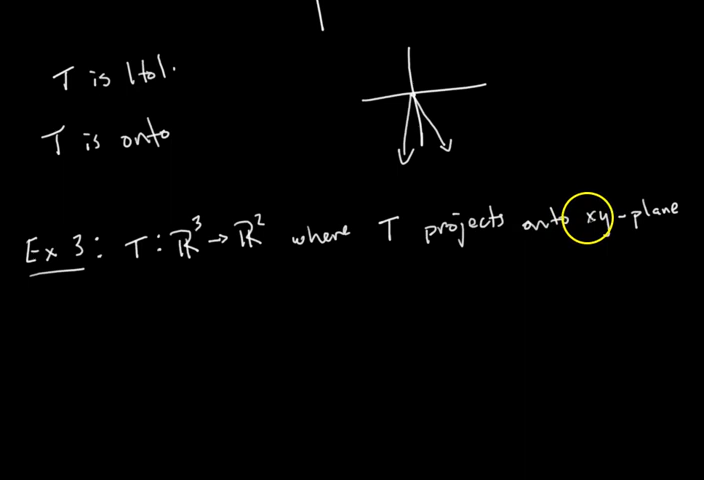 T is 1to1.
T is onto
Ex 3: T: ℝ³→ℝ² where T projects onto xy-plane